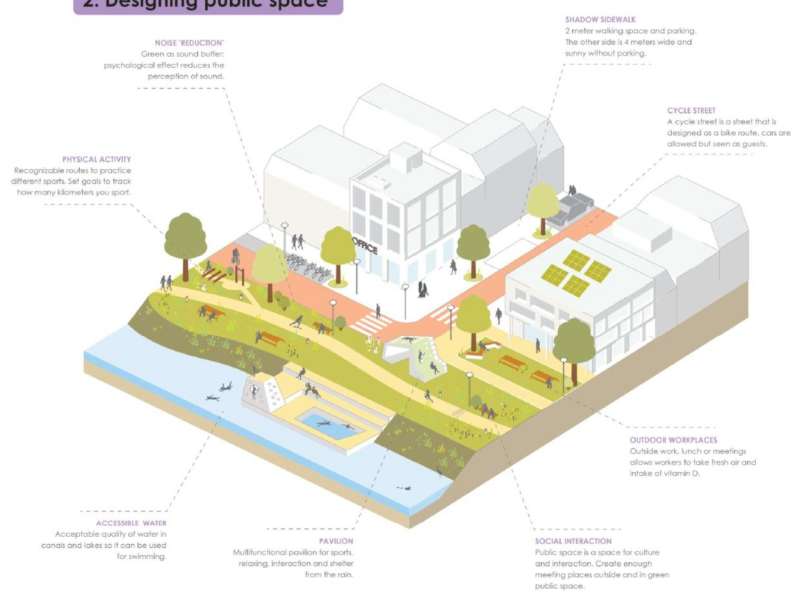 2. Designing public space
SHADOW SIDEWALK
2 meter walking space and parking.
The other side is 4 meters wide and
sunny without parking.
NOISE 'REDUCTION'
Green as sound buffer:
psychological effect reduces the
perception of sound.
CYCLE STREET
A cycle street is a street that is
designed as a bike route, cars are
allowed but seen as guests.
PHYSICAL ACTIVITY
Recognizable routes to practice
different sports. Set goals to track
how many kilometers you sport.
OFFICE
OUTDOOR WORKPLACES
Outside work, lunch or meetings
allows workers to take fresh air and
intake of vitamin D.
ACCESSIBLE WATER
Acceptable quality of water in
canals and lakes so it can be used
for swimming.
PAVILION
Multifunctional pavilion for sports,
relaxing, interaction and shelter
from the rain.
SOCIAL INTERACTION
Public space is a space for culture
and interaction. Create enough
meeting places outside and in green
public space.